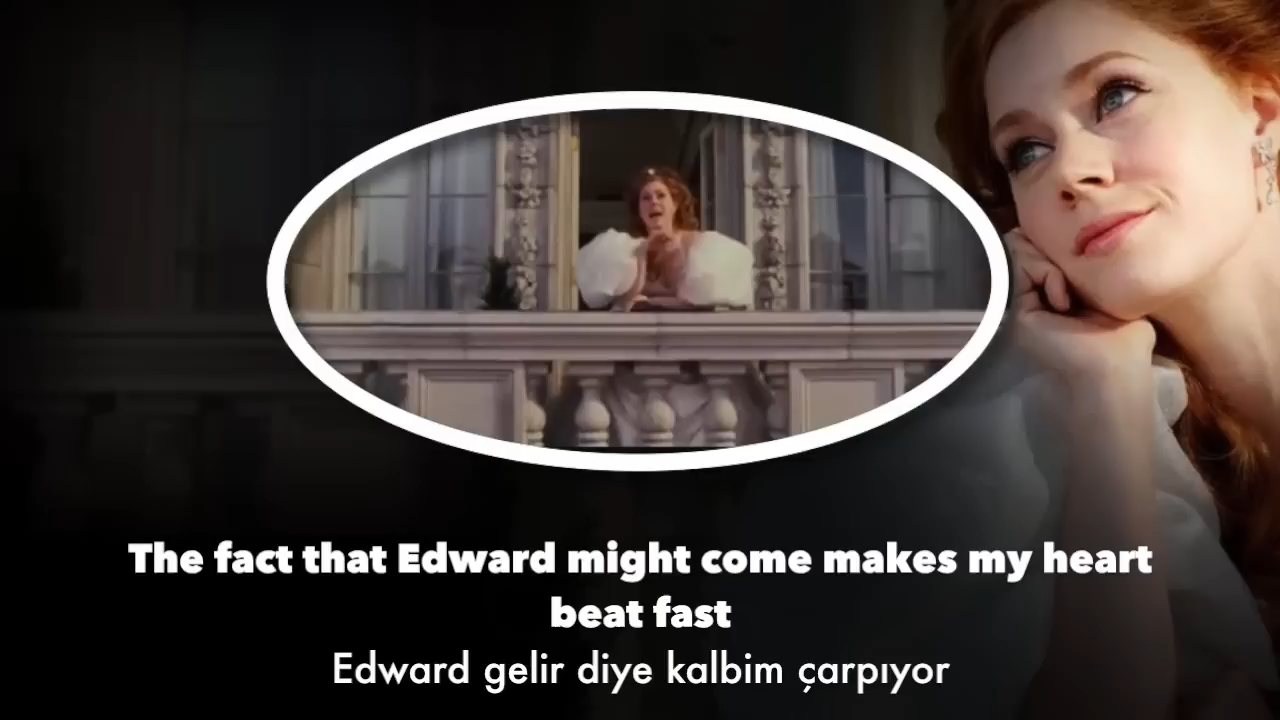 The fact that Edward might come makes my heart
beat fast
Edward gelir diye kalbim çarpıyor